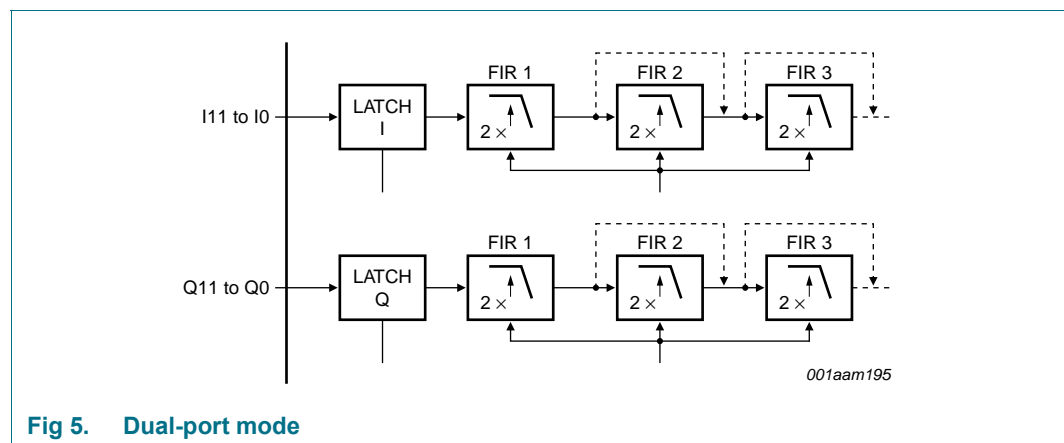 FIR 1
FIR 2
FIR 3
I11 to I0
LATCH
I
2 ×
2 ×
2 ×
FIR 1
FIR 2
FIR 3
Q11 to Q0
LATCH
Q
2 ×
2 ×
2 ×
001aam195
Fig 5. Dual-port mode